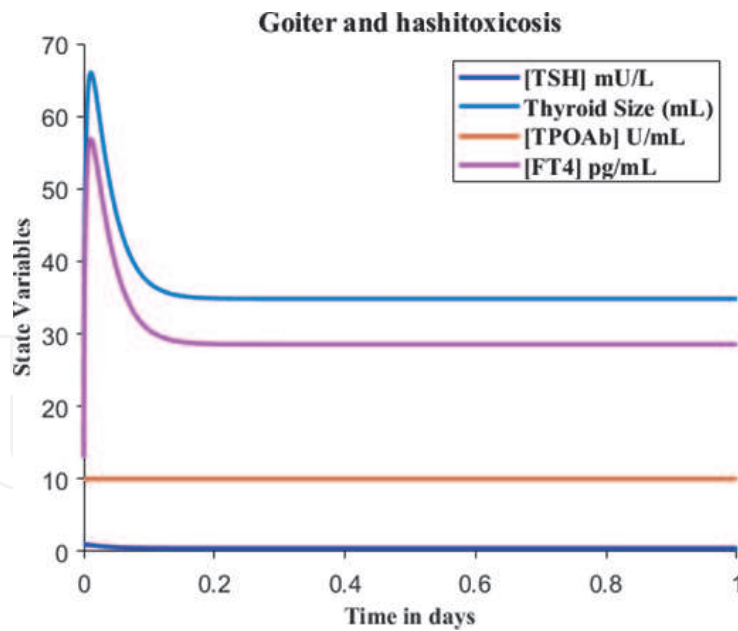 Goiter and hashitoxicosis
70
60
50
40
30
20
10
0
State Variables
[TSH] mU/L
Thyroid Size (mL)
[TPOAb] U/mL
[FT4] pg/mL
0
0.2
0.4
0.6
0.8
1
Time in days